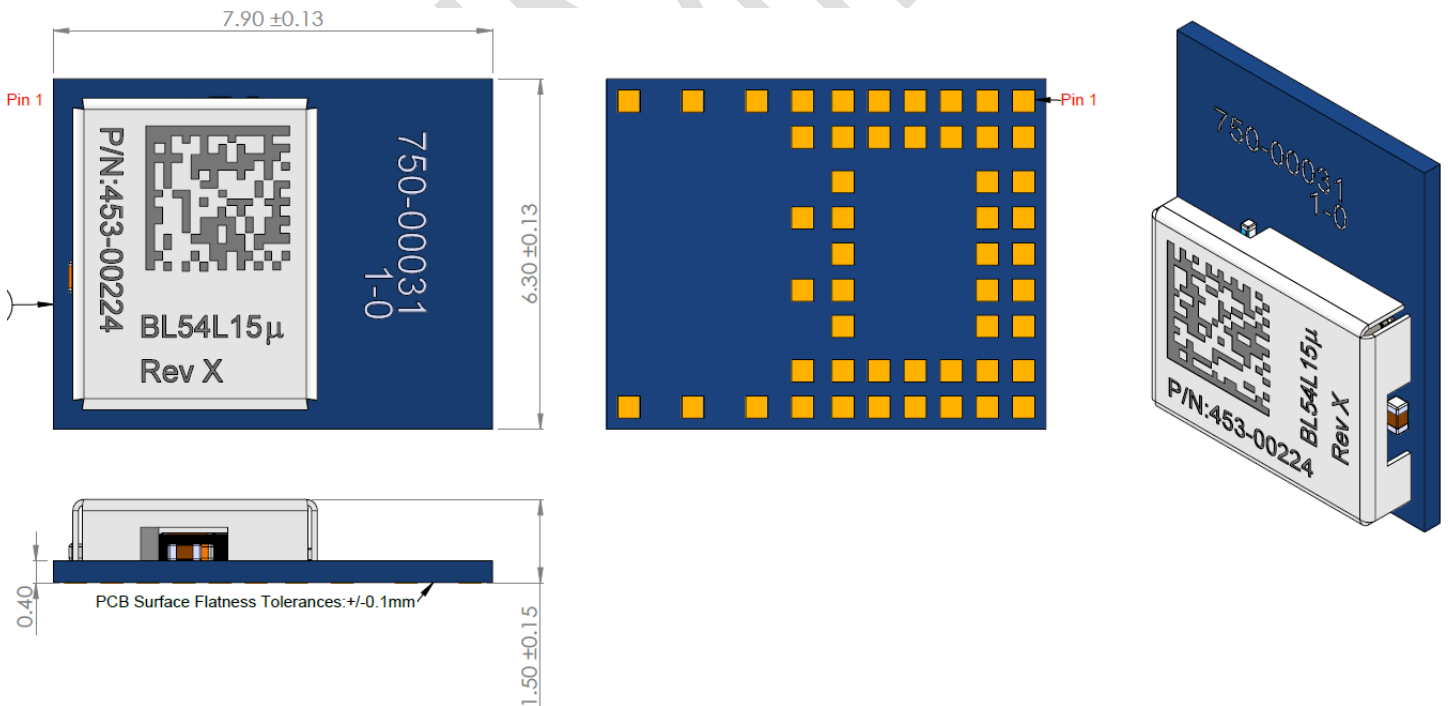 7.90 ±0.13
Pin 1
Pin 1
P/N:453-00224
BL54L15µ
Rev X
750-00031
1-0
6.30 ±0.13
750-00031
1-0
P/N:453-00224
BL54L15µ
Rev X
0.40
PCB Surface Flatness Tolerances:+/-0.1mm
1.50 ±0.15